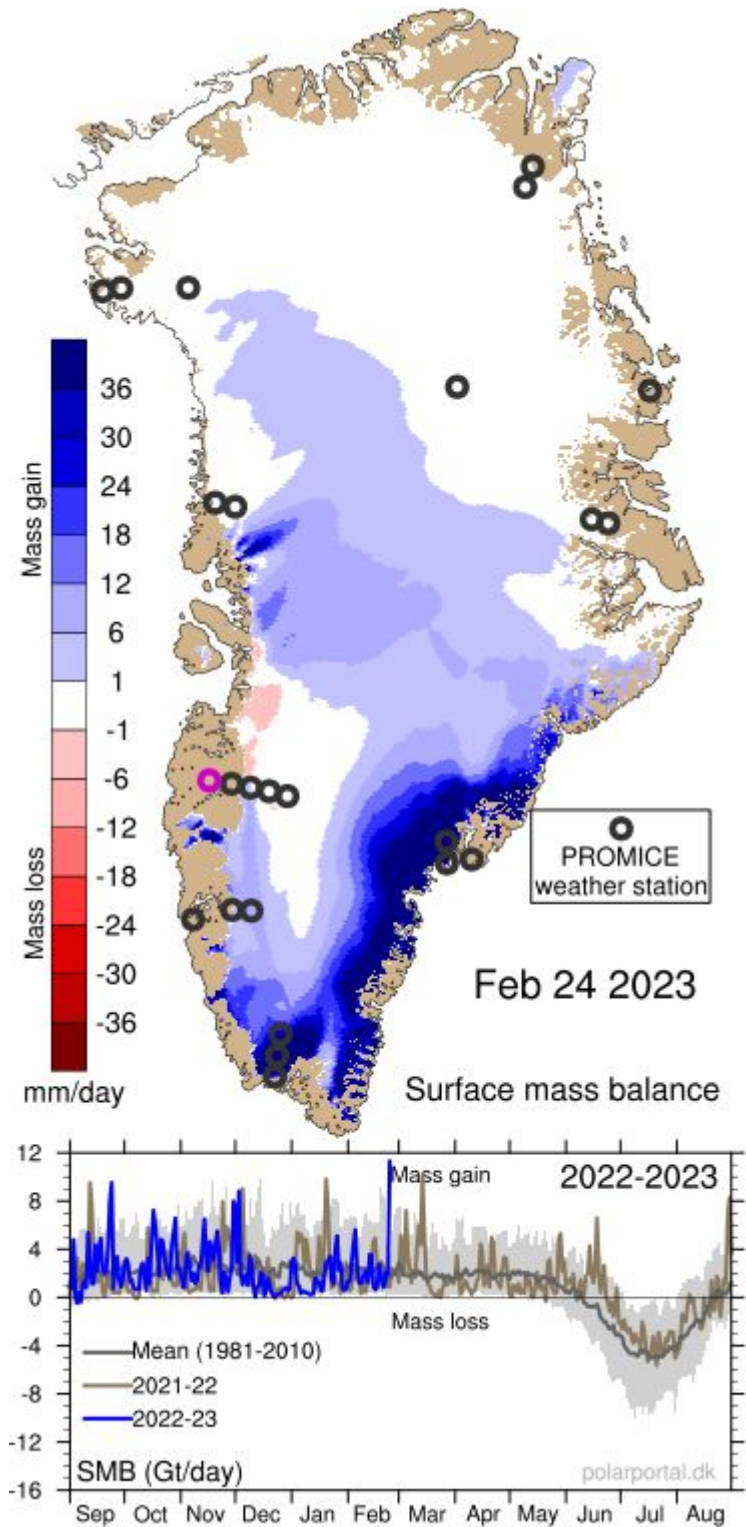 36
30
24
18
12
6
1
-1
-6
-12
-18
-24
-30
-36
Mass gain
Mass loss
mm/day
PROMICE
weather station
Feb 24 2023
Surface mass balance
12
8
4
0
-4
-8
-12
-16
Mass gain
2022-2023
Mass loss
Mean (1981-2010)
2021-22
2022-23
SMB (Gt/day)
polarportal.dk
Sep Oct Nov Dec Jan Feb Mar Apr May Jun Jul Aug